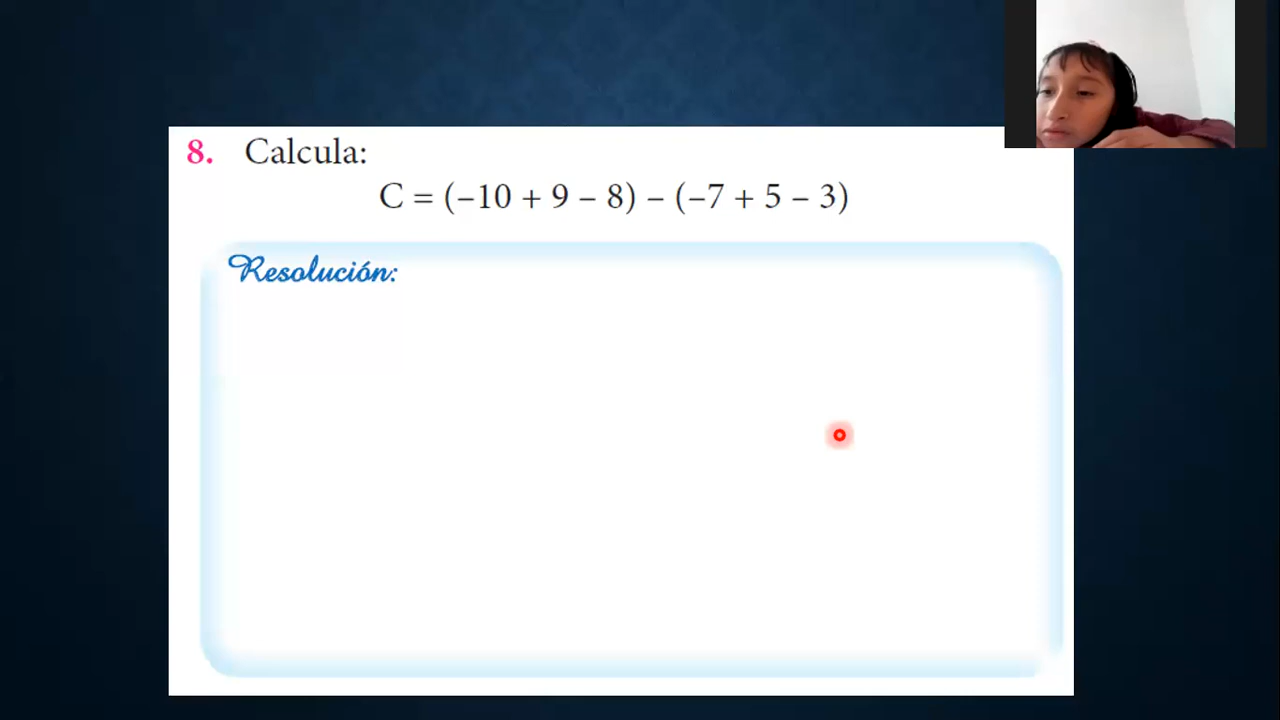 8. Calcula:
C = (–10 + 9 – 8) – (–7 + 5 – 3)
Resolución: